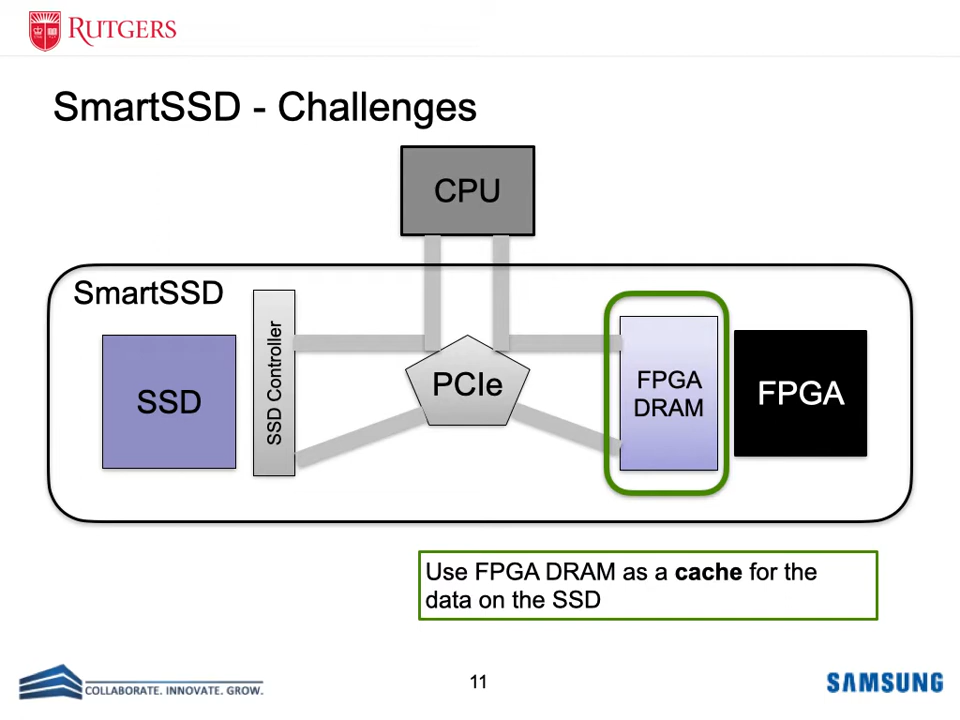 RUTGERS
SmartSSD - Challenges
CPU
SmartSSD
SSD
SSD Controller
PCIe
FPGA
DRAM
FPGA
Use FPGA DRAM as a cache for the
data on the SSD
COLLABORATE. INNOVATE. GROW.
11
SAMSUNG